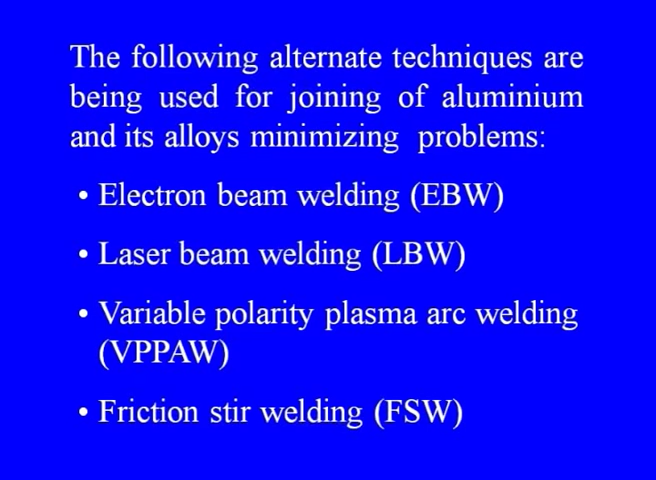 The following alternate techniques are
being used for joining of aluminium
and its alloys minimizing problems:
• Electron beam welding (EBW)
• Laser beam welding (LBW)
• Variable polarity plasma arc welding
(VPPAW)
• Friction stir welding (FSW)